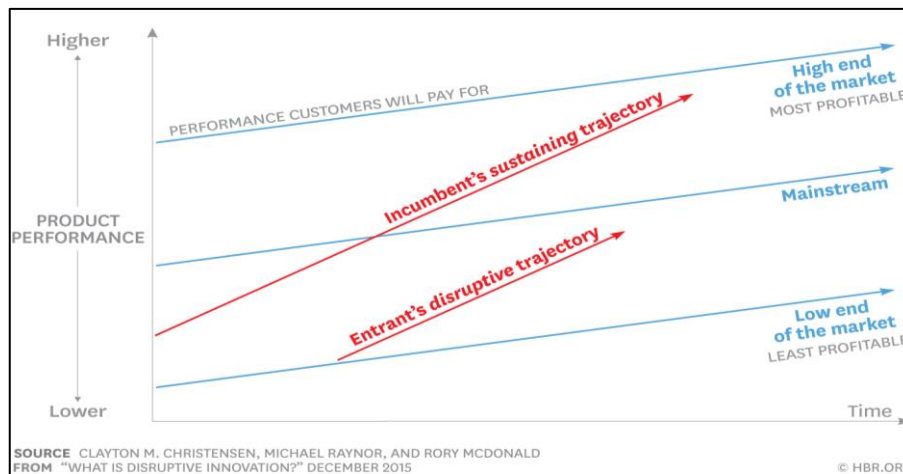 Higher
PERFORMANCE CUSTOMERS WILL PAY FOR
High end
of the market
MOST PROFITABLE
Incumbent's sustaining trajectory
Mainstream
PRODUCT
PERFORMANCE
Entrant's disruptive trajectory
Low end
of the market
LEAST PROFITABLE
Lower
Time
SOURCE CLAYTON M. CHRISTENSEN, MICHAEL RAYNOR, AND RORY MCDONALD
FROM "WHAT IS DISRUPTIVE INNOVATION?" DECEMBER 2015
© HBR.OR